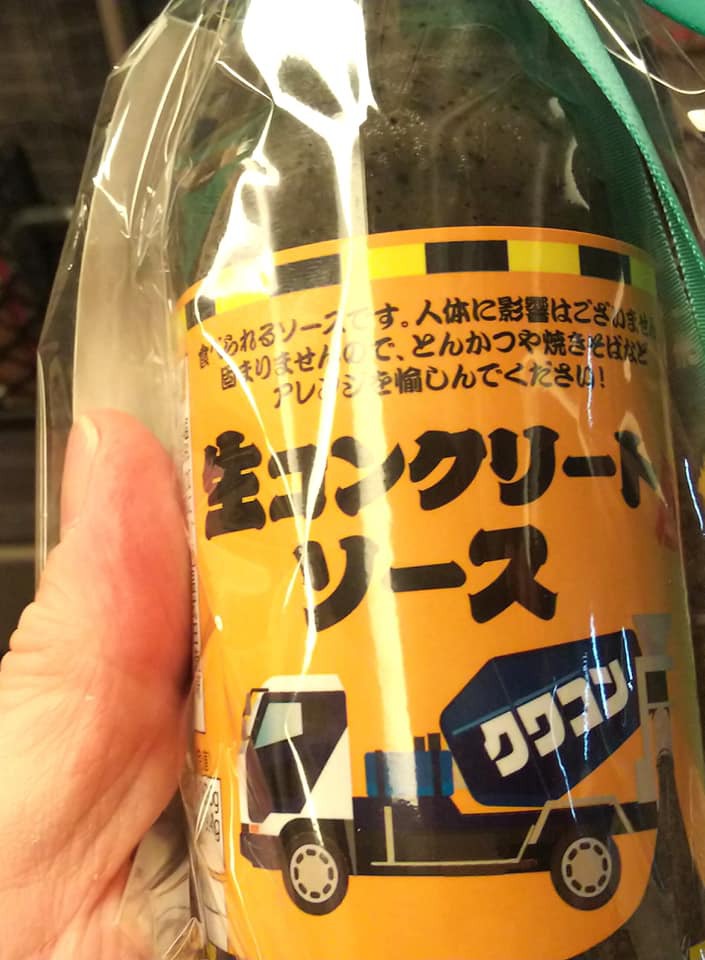 食べられるソースです。人体に影響はございません
固まりませんので、とんかつや焼きそばなど
アレンジを愉しんでください!
生コンクリート
ソース
クワコン